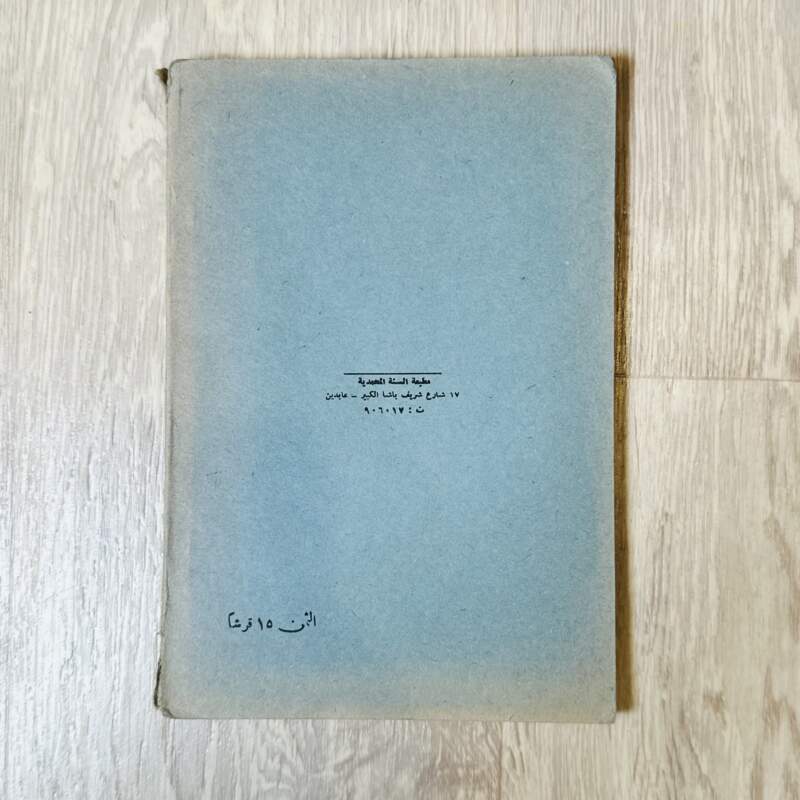 مطبعة السنة المحمدية
١٧ شارع شريف باشا الكبير – عابدين
ت : ٩٠٦٠١٧
الثمن ١٥ قرشا